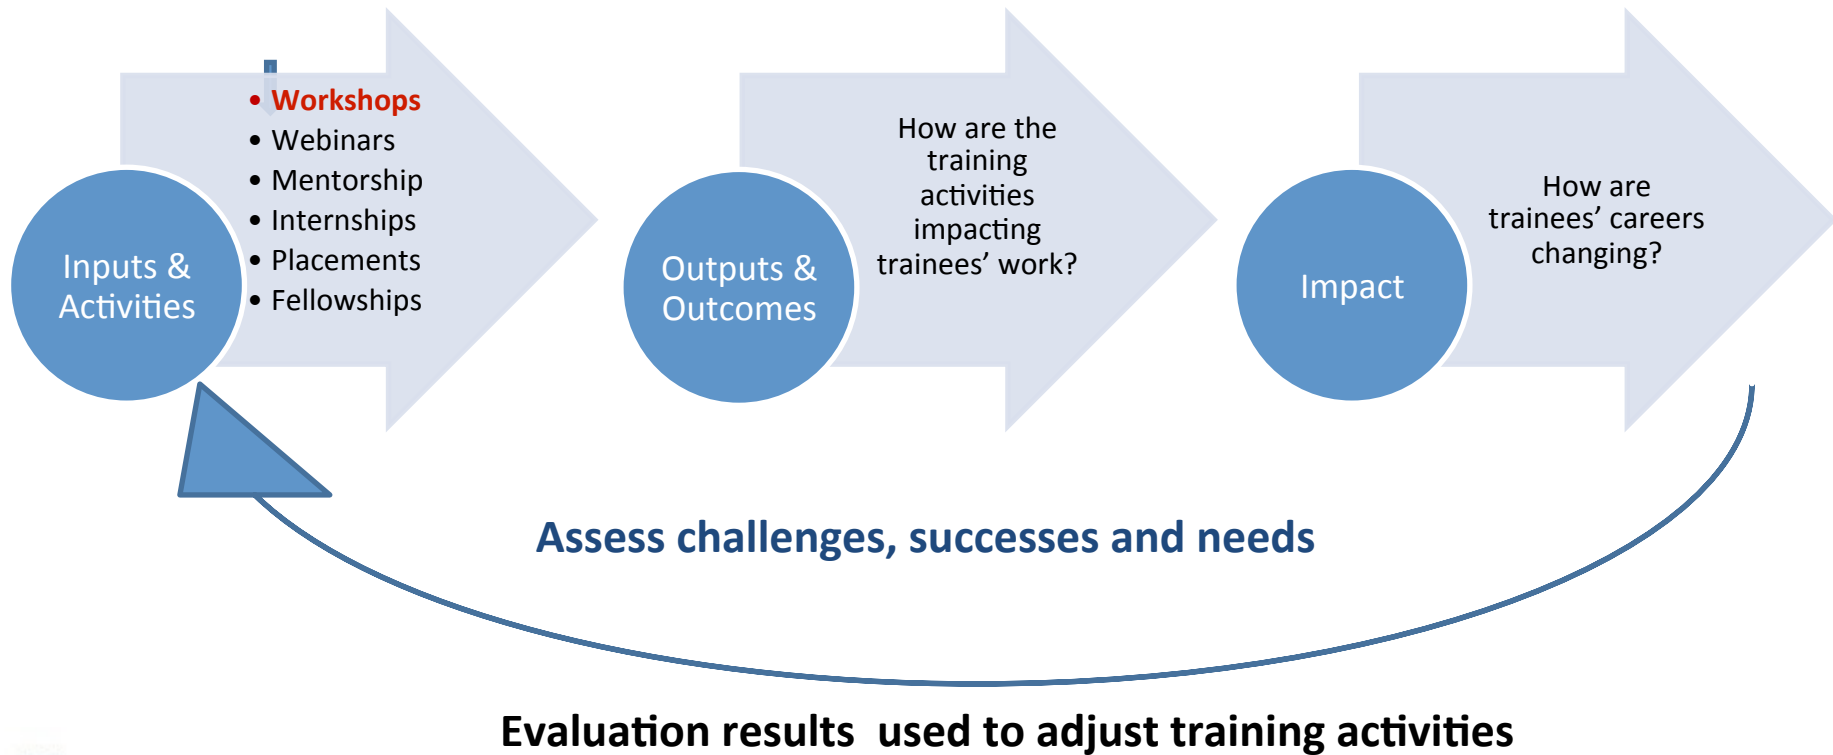 Inputs &
Activities
• Workshops
• Webinars
• Mentorship
• Internships
• Placements
• Fellowships
Outputs &
Outcomes
How are the
training
activities
impacting
trainees’ work?
Impact
How are
trainees’ careers
changing?
Assess challenges, successes and needs
Evaluation results  used to adjust training activities